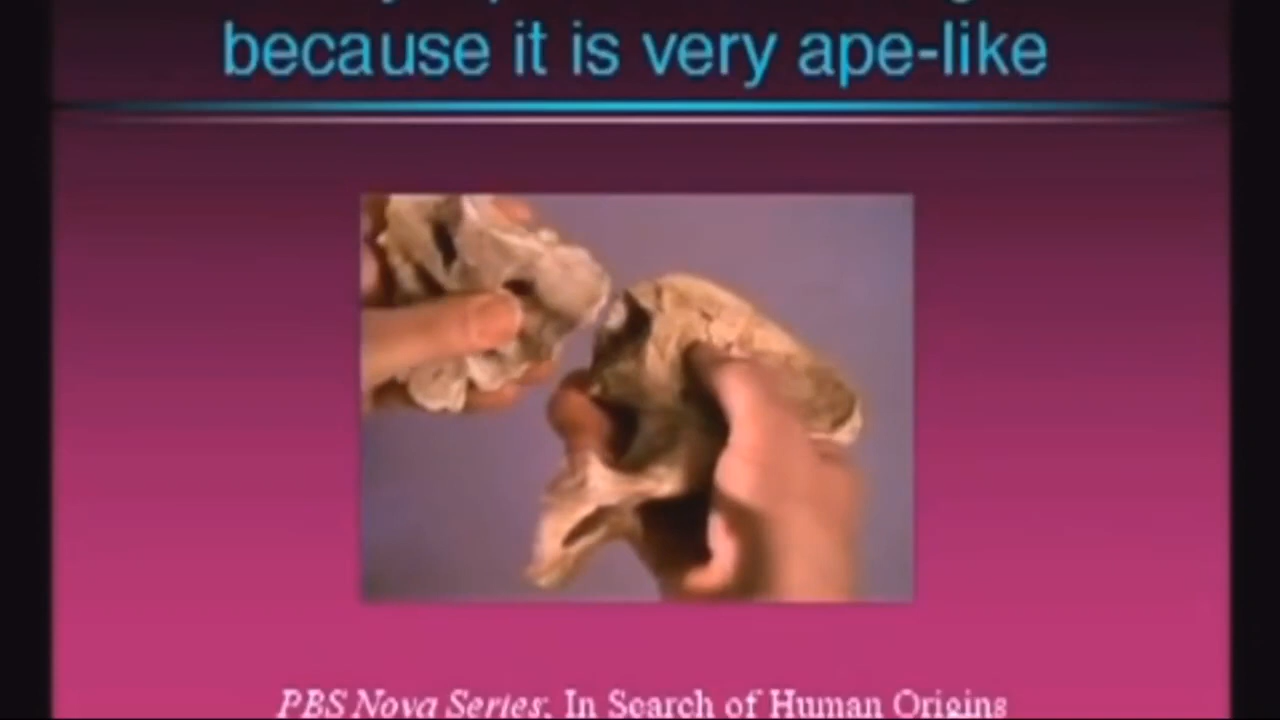 because it is very ape-like
PBS Nova Series, In Search of Human Origins